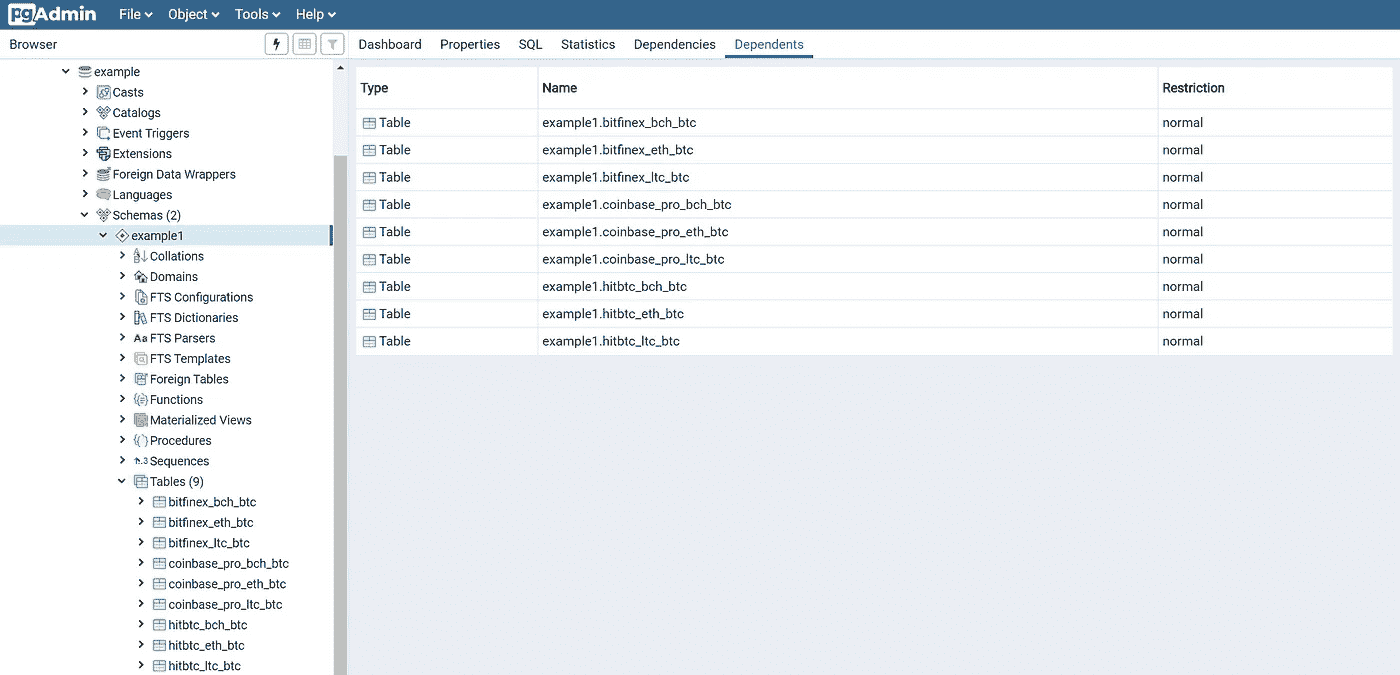 pgAdmin File Object Tools Help
Browser
Dashboard Properties SQL Statistics Dependencies Dependents
example
Casts
Catalogs
Event Triggers
Extensions
Foreign Data Wrappers
Languages
Schemas (2)
example1
Collations
Domains
FTS Configurations
FTS Dictionaries
Aa FTS Parsers
FTS Templates
Foreign Tables
Functions
Materialized Views
Procedures
1..3 Sequences
Tables (9)
bitfinex_bch_btc
bitfinex_eth_btc
bitfinex_ltc_btc
coinbase_pro_bch_btc
coinbase_pro_eth_btc
coinbase_pro_ltc_btc
hitbtc_bch_btc
hitbtc_eth_btc
hitbtc_ltc_btc
Type Name Restriction
Table example1.bitfinex_bch_btc normal
Table example1.bitfinex_eth_btc normal
Table example1.bitfinex_ltc_btc normal
Table example1.coinbase_pro_bch_btc normal
Table example1.coinbase_pro_eth_btc normal
Table example1.coinbase_pro_ltc_btc normal
Table example1.hitbtc_bch_btc normal
Table example1.hitbtc_eth_btc normal
Table example1.hitbtc_ltc_btc normal